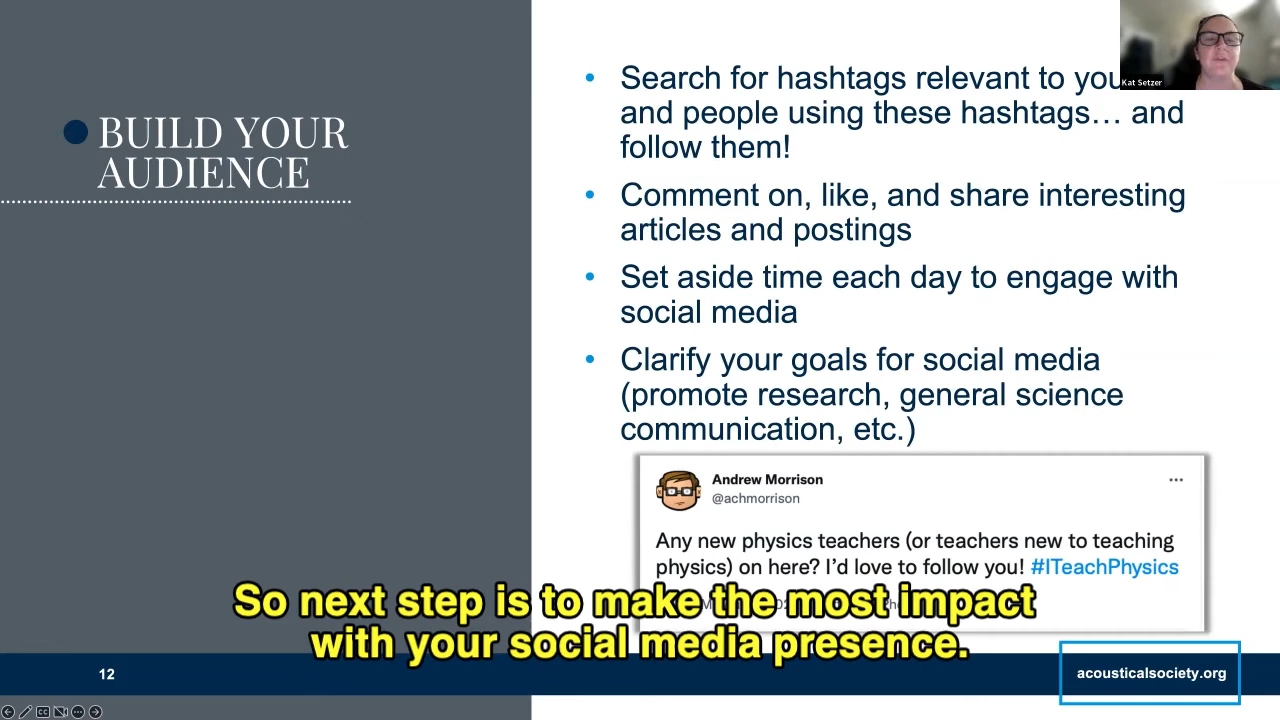 BUILD YOUR
AUDIENCE
Search for hashtags relevant to
and people using these hashtags… and
follow them!
Comment on, like, and share interesting
articles and postings
Set aside time each day to engage with
social media
Clarify your goals for social media
(promote research, general science
communication, etc.)
Kat Setzer
Andrew Morrison
@achmorrison
Any new physics teachers (or teachers new to teaching
physics) on here? I'd love to follow you! #ITeachPhysics
So next step is to make the most impact
with your social media presence.
12
acousticalsociety.org